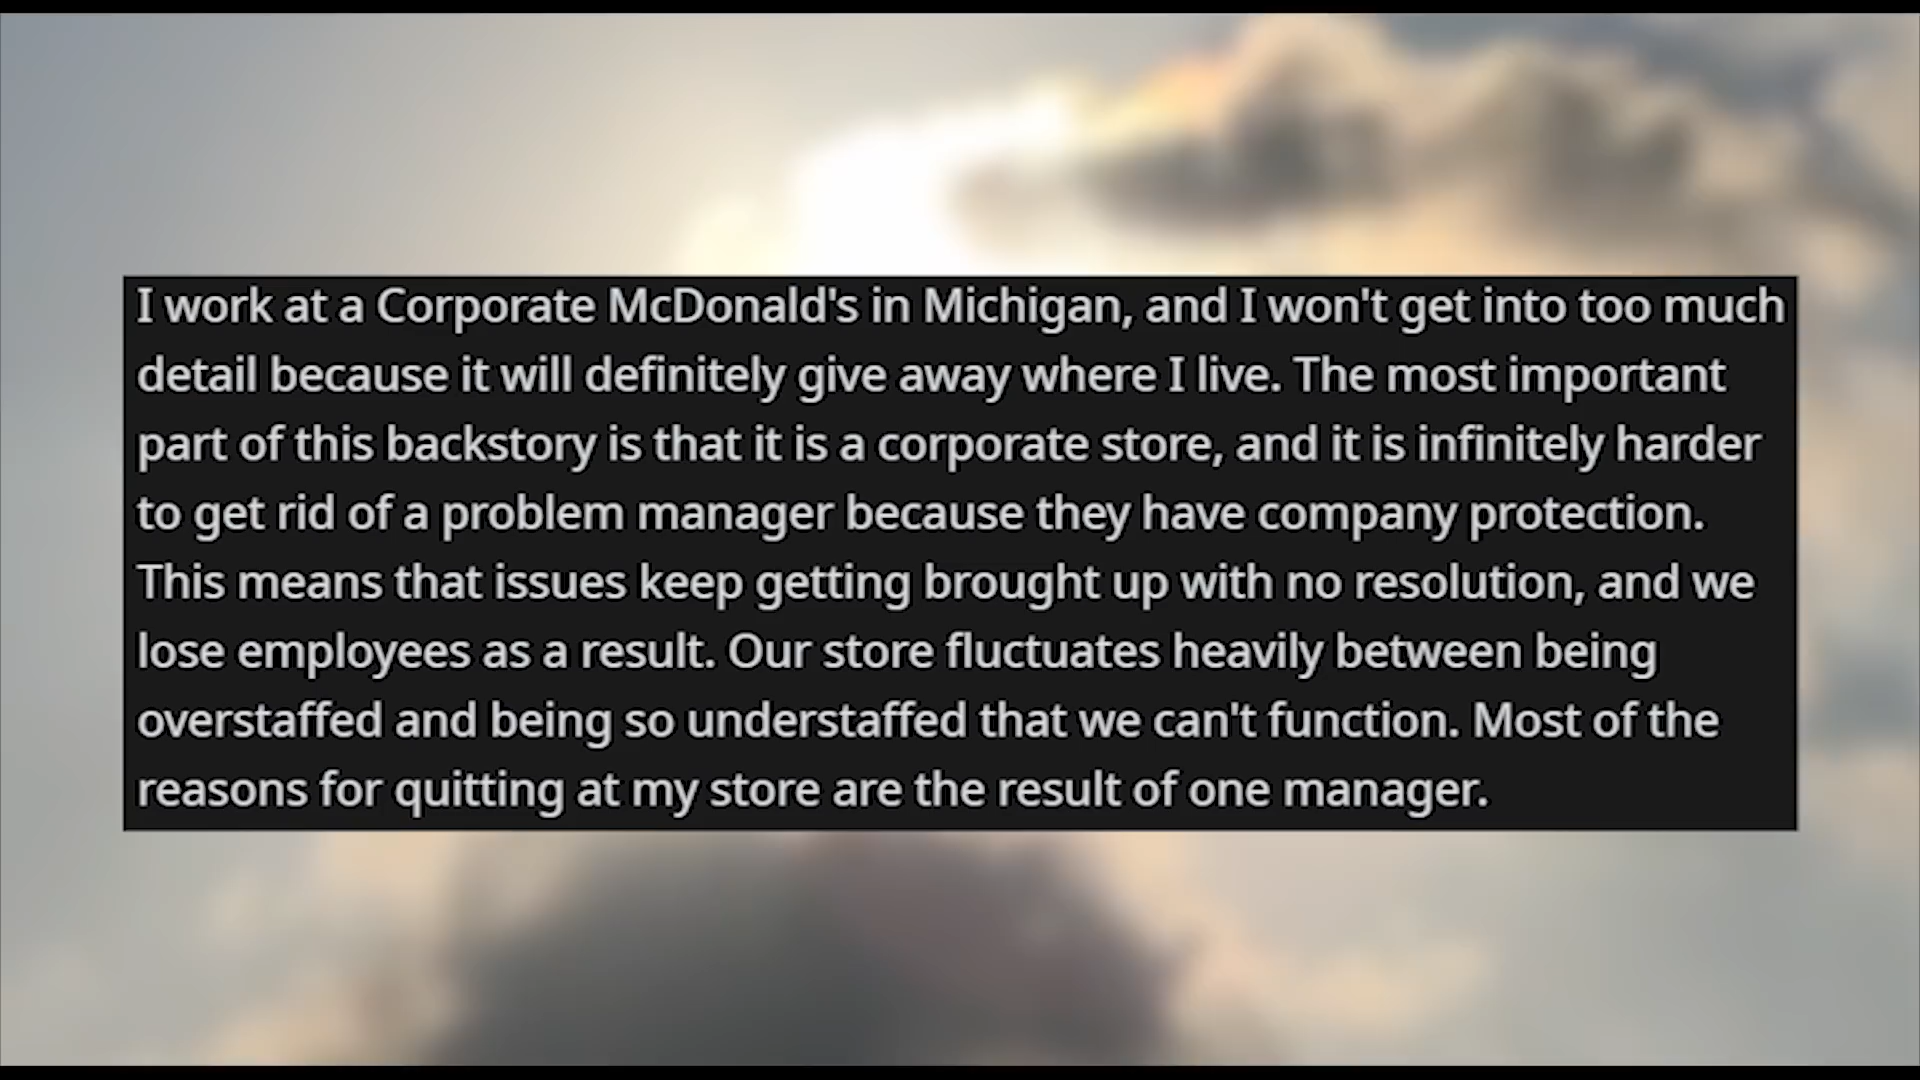 I work at a Corporate McDonald's in Michigan, and I won't get into too much
detail because it will definitely give away where I live. The most important
part of this backstory is that it is a corporate store, and it is infinitely harder
to get rid of a problem manager because they have company protection.
This means that issues keep getting brought up with no resolution, and we
lose employees as a result. Our store fluctuates heavily between being
overstaffed and being so understaffed that we can't function. Most of the
reasons for quitting at my store are the result of one manager.